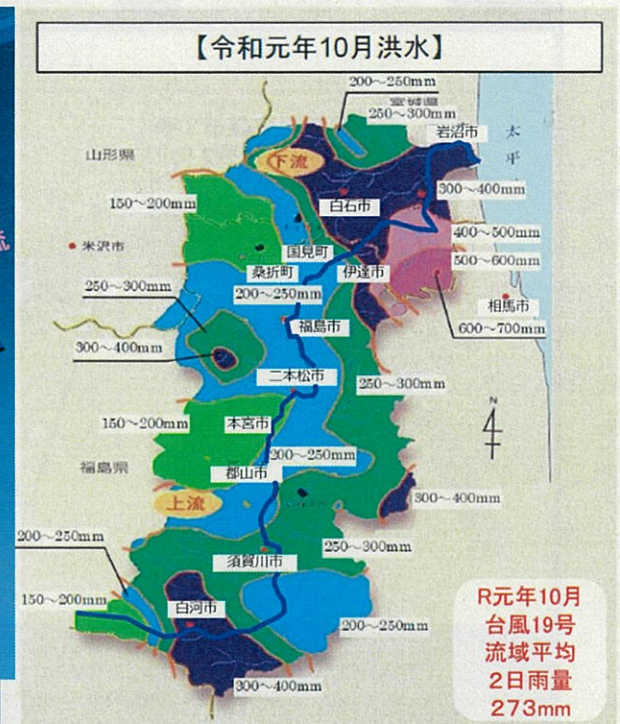 【令和元年10月洪水】
200～250mm
宮城県
250～300mm
岩沼市
太平
山形県
下流
150～200mm
白石市
300～400mm
400～500mm
米沢市
国見町
桑折町
伊達市
500～600mm
250～300mm
200～250mm
相馬市
福島市
600～700mm
300～400mm
二本松市
250～300mm
N
150～200mm
本宮市
200～250mm
福島県
郡山市
上流
300～400mm
200～250mm
250～300mm
須賀川市
150～200mm
白河市
200～250mm
300～400mm
R元年10月
台風19号
流域平均
2日雨量
273mm
流